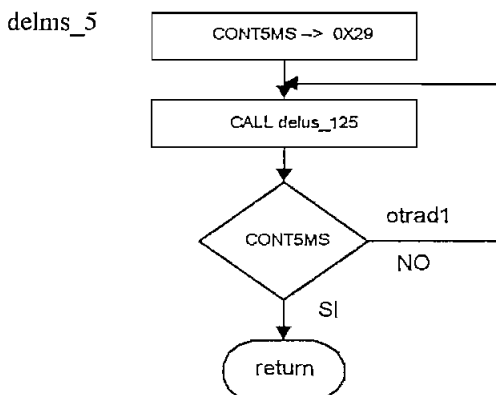 delms_5
CONT5MS -> 0X29
CALL delus_125
CONT5MS
otrad1
NO
SI
return